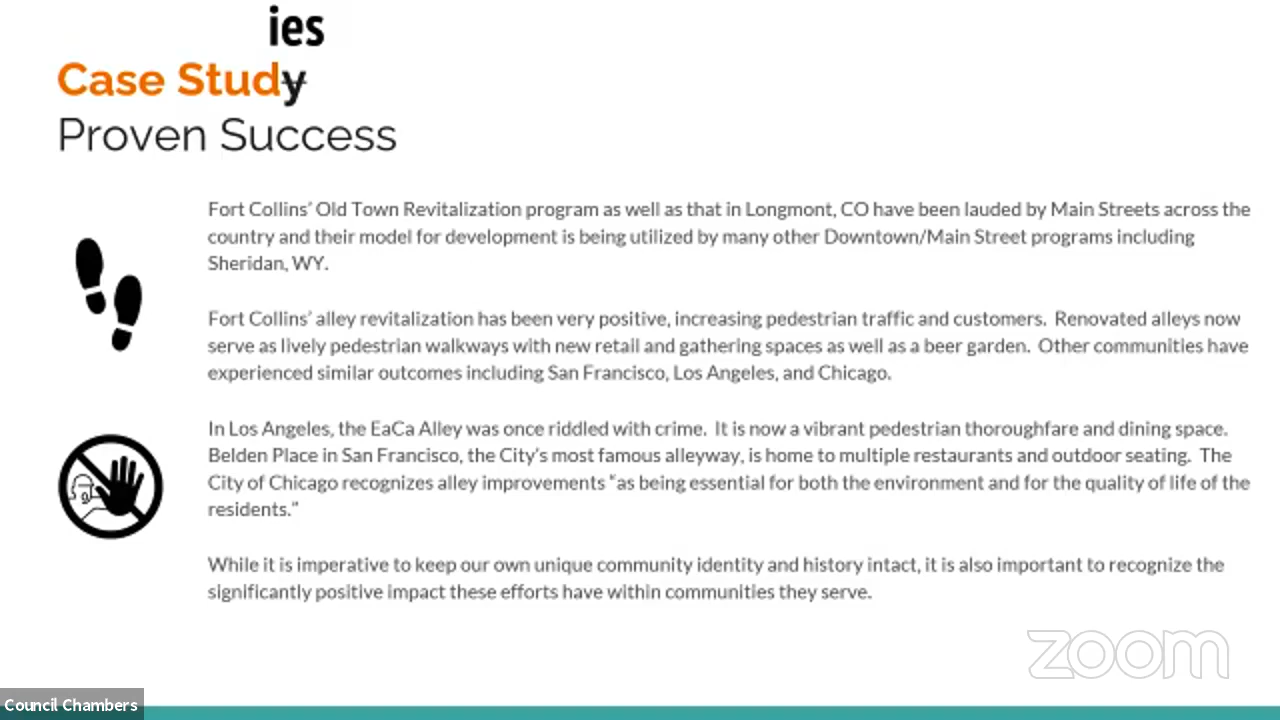 ies
Case Study
Proven Success
Fort Collins’ Old Town Revitalization program as well as that in Longmont, CO have been lauded by Main Streets across the
country and their model for development is being utilized by many other Downtown/Main Street programs including
Sheridan, WY.
Fort Collins’ alley revitalization has been very positive, increasing pedestrian traffic and customers. Renovated alleys now
serve as lively pedestrian walkways with new retail and gathering spaces as well as a beer garden. Other communities have
experienced similar outcomes including San Francisco, Los Angeles, and Chicago.
In Los Angeles, the EaCa Alley was once riddled with crime. It is now a vibrant pedestrian thoroughfare and dining space.
Belden Place in San Francisco, the City’s most famous alleyway, is home to multiple restaurants and outdoor seating. The
City of Chicago recognizes alley improvements “as being essential for both the environment and for the quality of life of the
residents.”
While it is imperative to keep our own unique community identity and history intact, it is also important to recognize the
significantly positive impact these efforts have within communities they serve.
zoom
Council Chambers